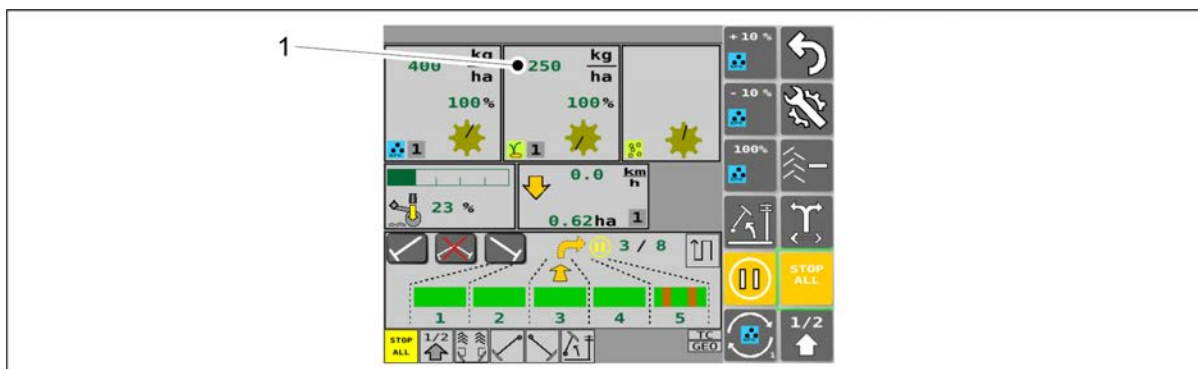 1
+10 %
400 kg/ha
250 kg/ha
100%
100%
- 10 %
1
1
100%
0.0 km/h
23 %
0.62ha 1
3 / 8
STOP ALL
1 2 3 4 5
STOP ALL
1/2
TC
GEO
1
1/2